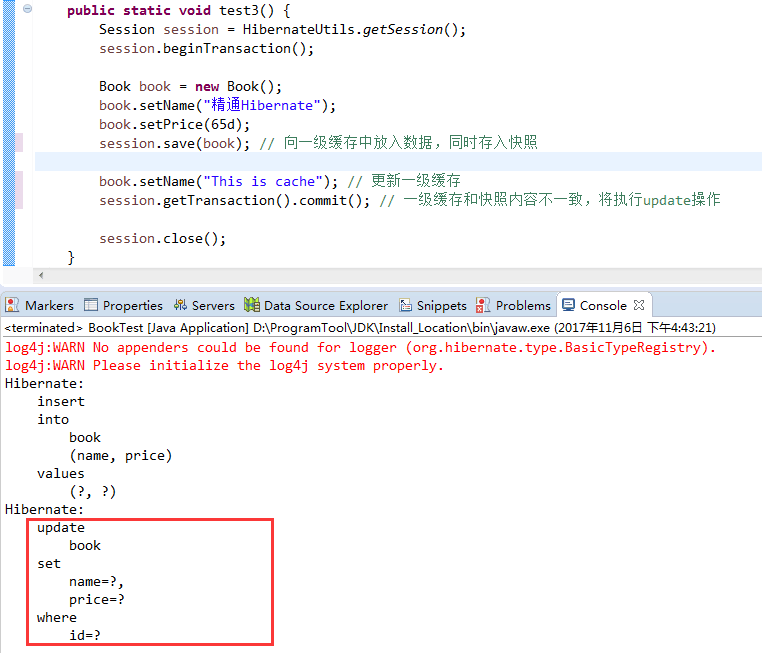 public static void test3() {
    Session session = HibernateUtils.getSession();
    session.beginTransaction();

    Book book = new Book();
    book.setName("精通Hibernate");
    book.setPrice(65d);
    session.save(book); // 向一级缓存中放入数据，同时存入快照

    book.setName("This is cache"); // 更新一级缓存
    session.getTransaction().commit(); // 一级缓存和快照内容不一致，将执行update操作

    session.close();
}
Markers Properties Servers Data Source Explorer Snippets Problems Console
<terminated> BookTest [Java Application] D:\ProgramTool\JDK\Install_Location\bin\javaw.exe (2017年11月6日 下午4:43:21)
log4j:WARN No appenders could be found for logger (org.hibernate.type.BasicTypeRegistry).
log4j:WARN Please initialize the log4j system properly.
Hibernate:
    insert
    into
        book
        (name, price)
    values
        (?, ?)
Hibernate:
    update
        book
    set
        name=?,
        price=?
    where
        id=?